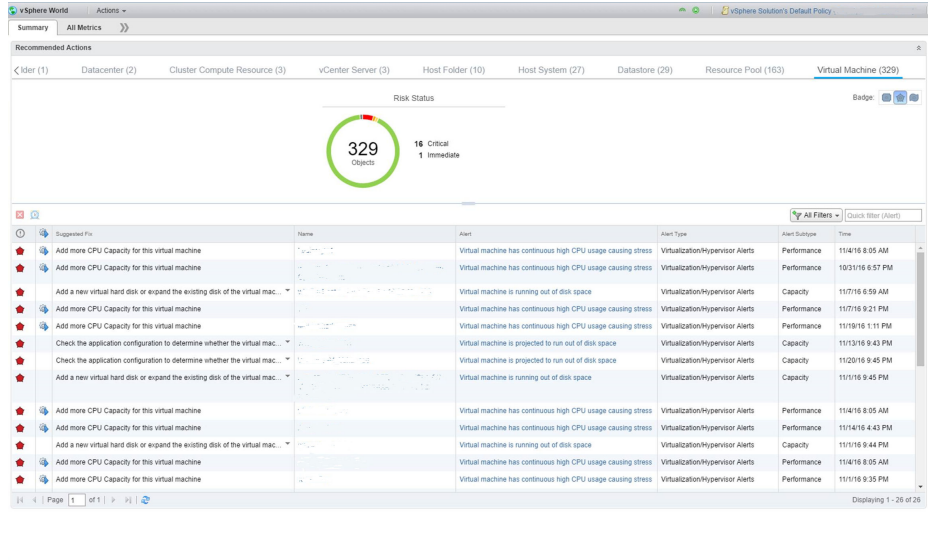 vSphere World Actions vSphere Solution's Default Policy
Summary All Metrics
Recommended Actions
lder (1) Datacenter (2) Cluster Compute Resource (3) vCenter Server (3) Host Folder (10) Host System (27) Datastore (29) Resource Pool (163) Virtual Machine (329)
Risk Status Badge:
329
Objects
16 Critical
1 Immediate
All Filters Quick filter (Alert)
Suggested Fix Name Alert Alert Type Alert Subtype Time
Add more CPU Capacity for this virtual machine Virtual machine has continuous high CPU usage causing stress Virtualization/Hypervisor Alerts Performance 11/4/16 8:05 AM
Add more CPU Capacity for this virtual machine Virtual machine has continuous high CPU usage causing stress Virtualization/Hypervisor Alerts Performance 10/31/16 6:57 PM
Add a new virtual hard disk or expand the existing disk of the virtual mac... Virtual machine is running out of disk space Virtualization/Hypervisor Alerts Capacity 11/7/16 6:59 AM
Add more CPU Capacity for this virtual machine Virtual machine has continuous high CPU usage causing stress Virtualization/Hypervisor Alerts Performance 11/7/16 9:21 PM
Add more CPU Capacity for this virtual machine Virtual machine has continuous high CPU usage causing stress Virtualization/Hypervisor Alerts Performance 11/19/16 1:11 PM
Check the application configuration to determine whether the virtual mac... Virtual machine is projected to run out of disk space Virtualization/Hypervisor Alerts Capacity 11/13/16 9:43 PM
Check the application configuration to determine whether the virtual mac... Virtual machine is projected to run out of disk space Virtualization/Hypervisor Alerts Capacity 11/20/16 9:45 PM
Add a new virtual hard disk or expand the existing disk of the virtual mac... Virtual machine is running out of disk space Virtualization/Hypervisor Alerts Capacity 11/1/16 9:45 PM
Add more CPU Capacity for this virtual machine Virtual machine has continuous high CPU usage causing stress Virtualization/Hypervisor Alerts Performance 11/4/16 8:05 AM
Add more CPU Capacity for this virtual machine Virtual machine has continuous high CPU usage causing stress Virtualization/Hypervisor Alerts Performance 11/14/16 4:43 PM
Add a new virtual hard disk or expand the existing disk of the virtual mac... Virtual machine is running out of disk space Virtualization/Hypervisor Alerts Capacity 11/1/16 9:44 PM
Add more CPU Capacity for this virtual machine Virtual machine has continuous high CPU usage causing stress Virtualization/Hypervisor Alerts Performance 11/4/16 8:05 AM
Add more CPU Capacity for this virtual machine Virtual machine has continuous high CPU usage causing stress Virtualization/Hypervisor Alerts Performance 11/1/16 9:35 PM
Page 1 of 1 Displaying 1 - 26 of 26